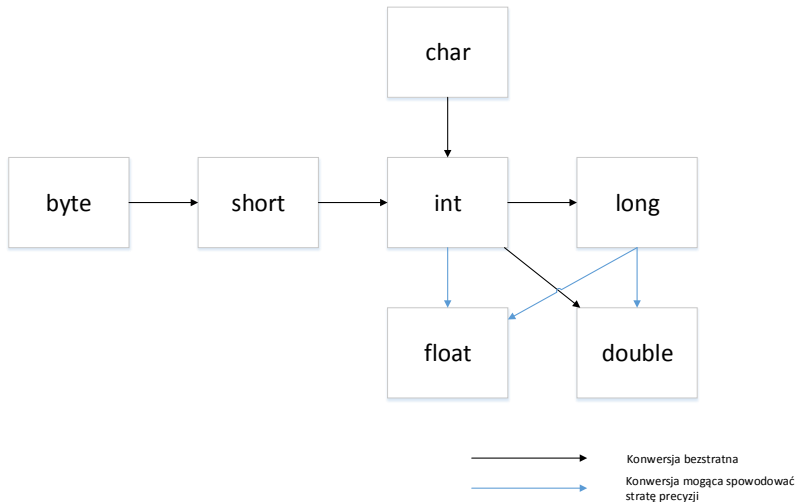 char
byte
short
int
long
float
double
Konwersja bezstratna
Konwersja mogąca spowodować
stratę precyzji